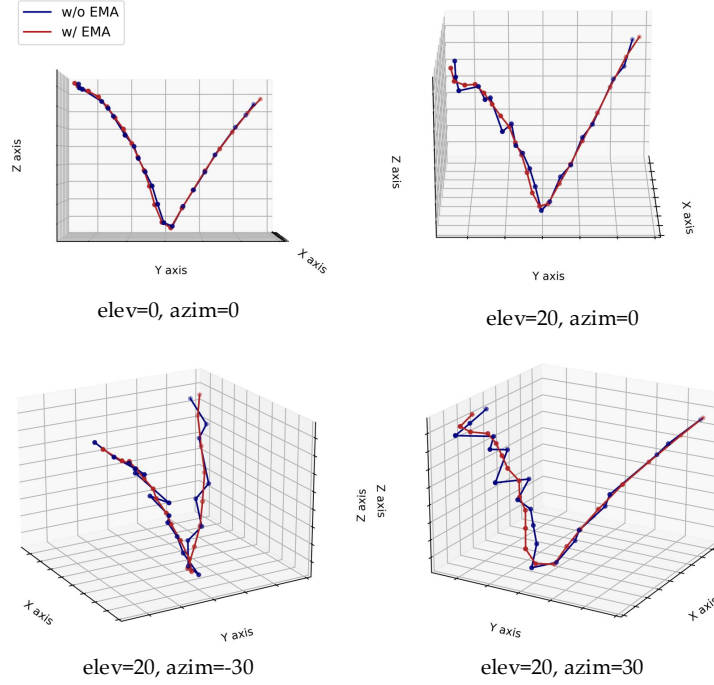 w/o EMA
w/ EMA
Z axis
Y axis
X axis
elev=0, azim=0
Z axis
Y axis
X axis
elev=20, azim=0
X axis
Y axis
Z axis
elev=20, azim=-30
Z axis
Y axis
X axis
elev=20, azim=30